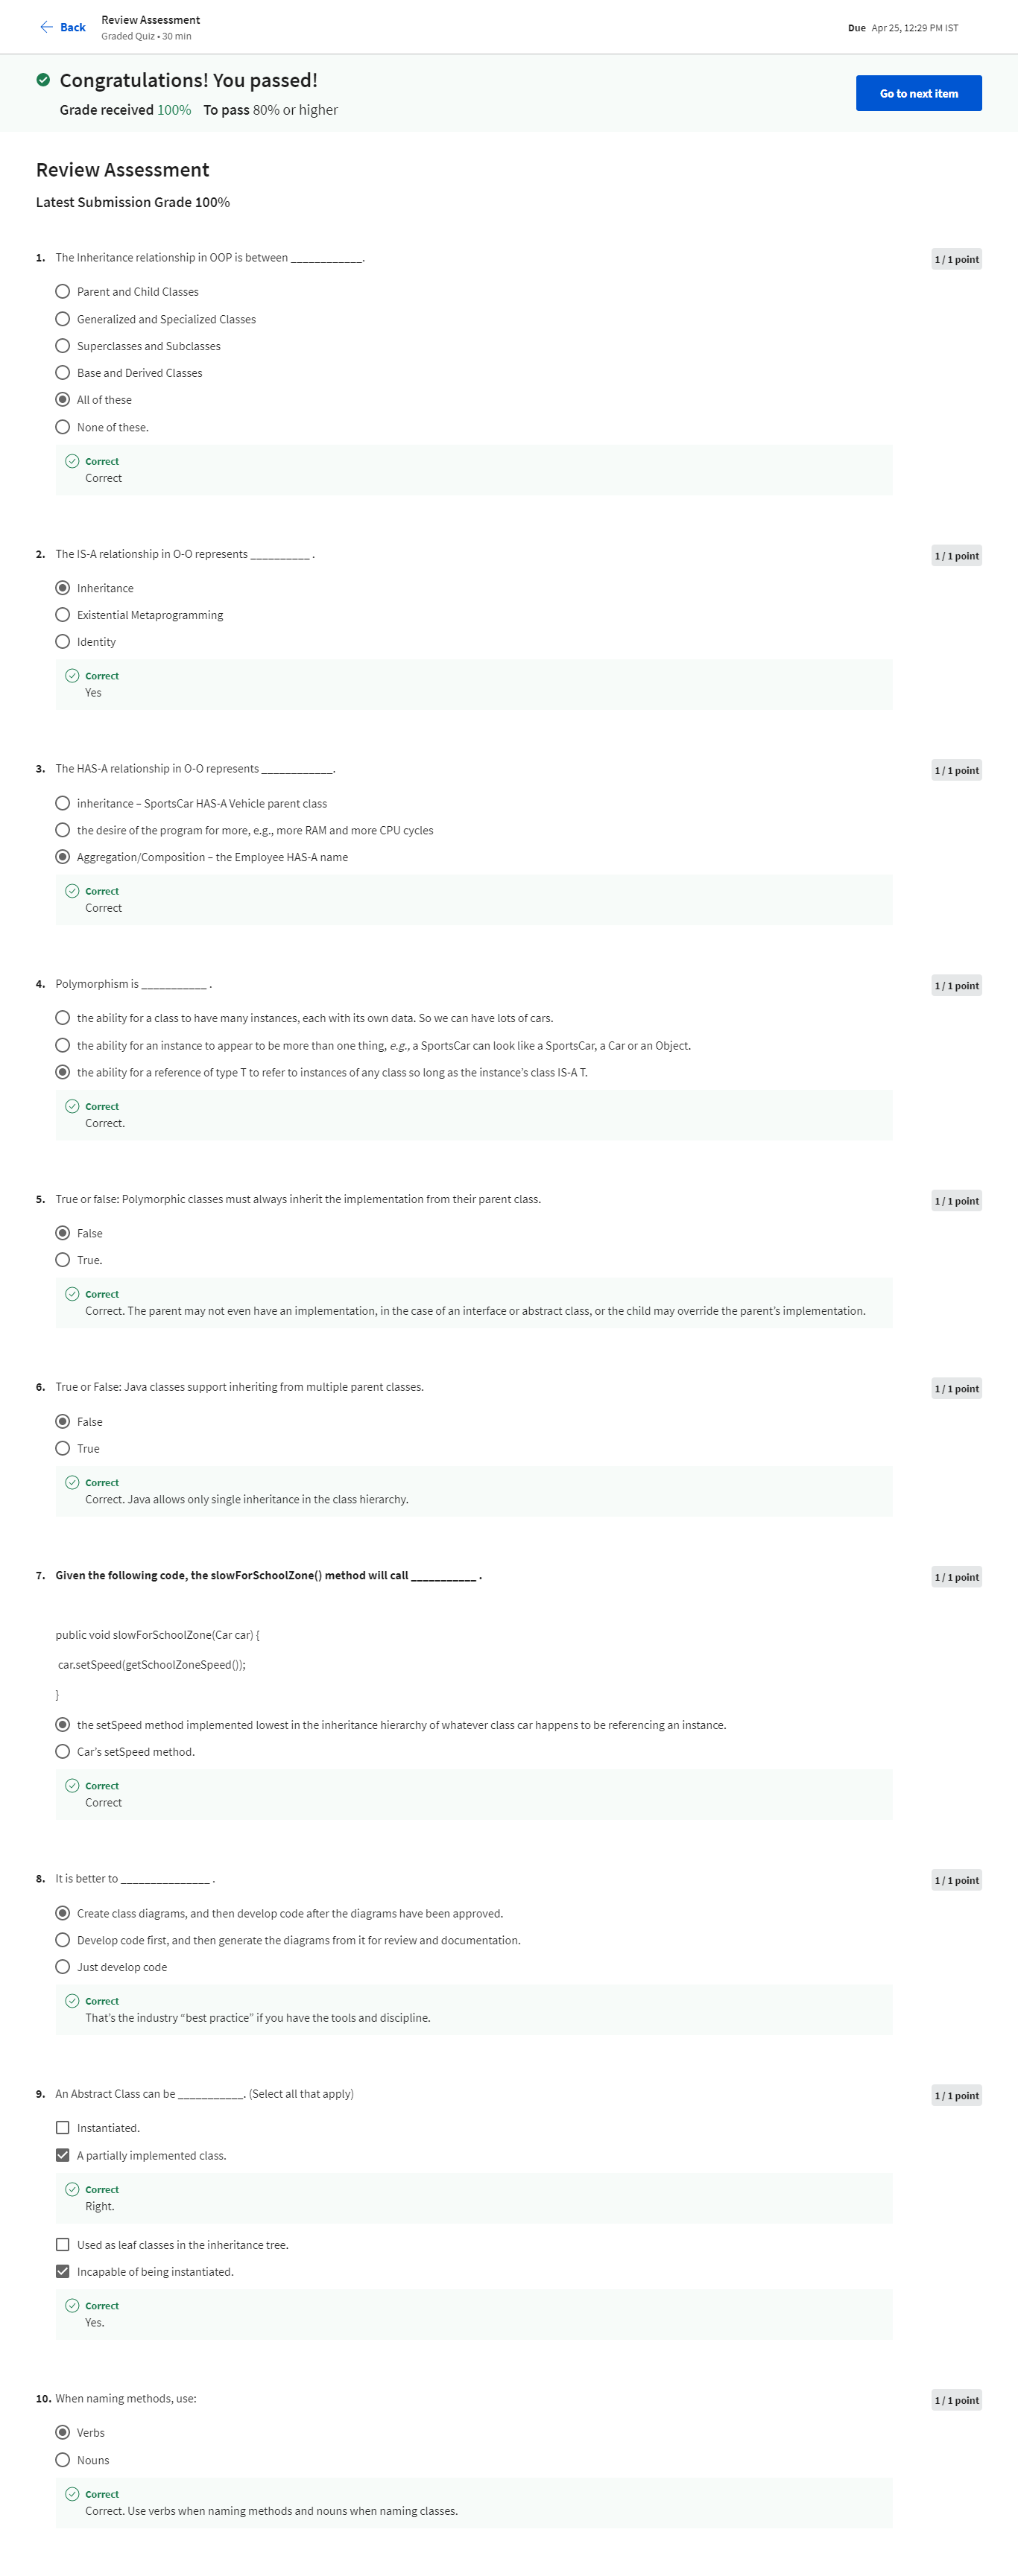 Back
Review Assessment
Graded Quiz • 30 min
Due Apr 25, 12:29 PM IST
Congratulations! You passed!
Grade received 100% To pass 80% or higher
Go to next item
Review Assessment
Latest Submission Grade 100%
1. The Inheritance relationship in OOP is between ____________.
1 / 1 point
Parent and Child Classes
Generalized and Specialized Classes
Superclasses and Subclasses
Base and Derived Classes
All of these
None of these.
Correct
Correct
2. The IS-A relationship in O-O represents __________ .
1 / 1 point
Inheritance
Existential Metaprogramming
Identity
Correct
Yes
3. The HAS-A relationship in O-O represents ____________.
1 / 1 point
inheritance – SportsCar HAS-A Vehicle parent class
the desire of the program for more, e.g., more RAM and more CPU cycles
Aggregation/Composition – the Employee HAS-A name
Correct
Correct
4. Polymorphism is ___________ .
1 / 1 point
the ability for a class to have many instances, each with its own data. So we can have lots of cars.
the ability for an instance to appear to be more than one thing, e.g., a SportsCar can look like a SportsCar, a Car or an Object.
the ability for a reference of type T to refer to instances of any class so long as the instance’s class IS-A T.
Correct
Correct.
5. True or false: Polymorphic classes must always inherit the implementation from their parent class.
1 / 1 point
False
True.
Correct
Correct. The parent may not even have an implementation, in the case of an interface or abstract class, or the child may override the parent’s implementation.
6. True or False: Java classes support inheriting from multiple parent classes.
1 / 1 point
False
True
Correct
Correct. Java allows only single inheritance in the class hierarchy.
7. Given the following code, the slowForSchoolZone() method will call ___________ .
1 / 1 point
public void slowForSchoolZone(Car car) {
car.setSpeed(getSchoolZoneSpeed());
}
the setSpeed method implemented lowest in the inheritance hierarchy of whatever class car happens to be referencing an instance.
Car’s setSpeed method.
Correct
Correct
8. It is better to _______________ .
1 / 1 point
Create class diagrams, and then develop code after the diagrams have been approved.
Develop code first, and then generate the diagrams from it for review and documentation.
Just develop code
Correct
That’s the industry “best practice” if you have the tools and discipline.
9. An Abstract Class can be ___________. (Select all that apply)
1 / 1 point
Instantiated.
A partially implemented class.
Correct
Right.
Used as leaf classes in the inheritance tree.
Incapable of being instantiated.
Correct
Yes.
10. When naming methods, use:
1 / 1 point
Verbs
Nouns
Correct
Correct. Use verbs when naming methods and nouns when naming classes.